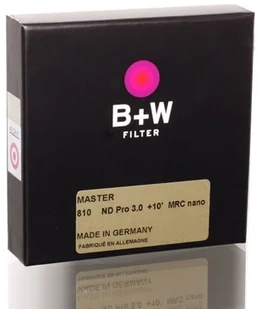 B+W
FILTER
MASTER
810 ND Pro 3.0 +10' MRC nano
MADE IN GERMANY
FABRIQUÉ EN ALLEMAGNE